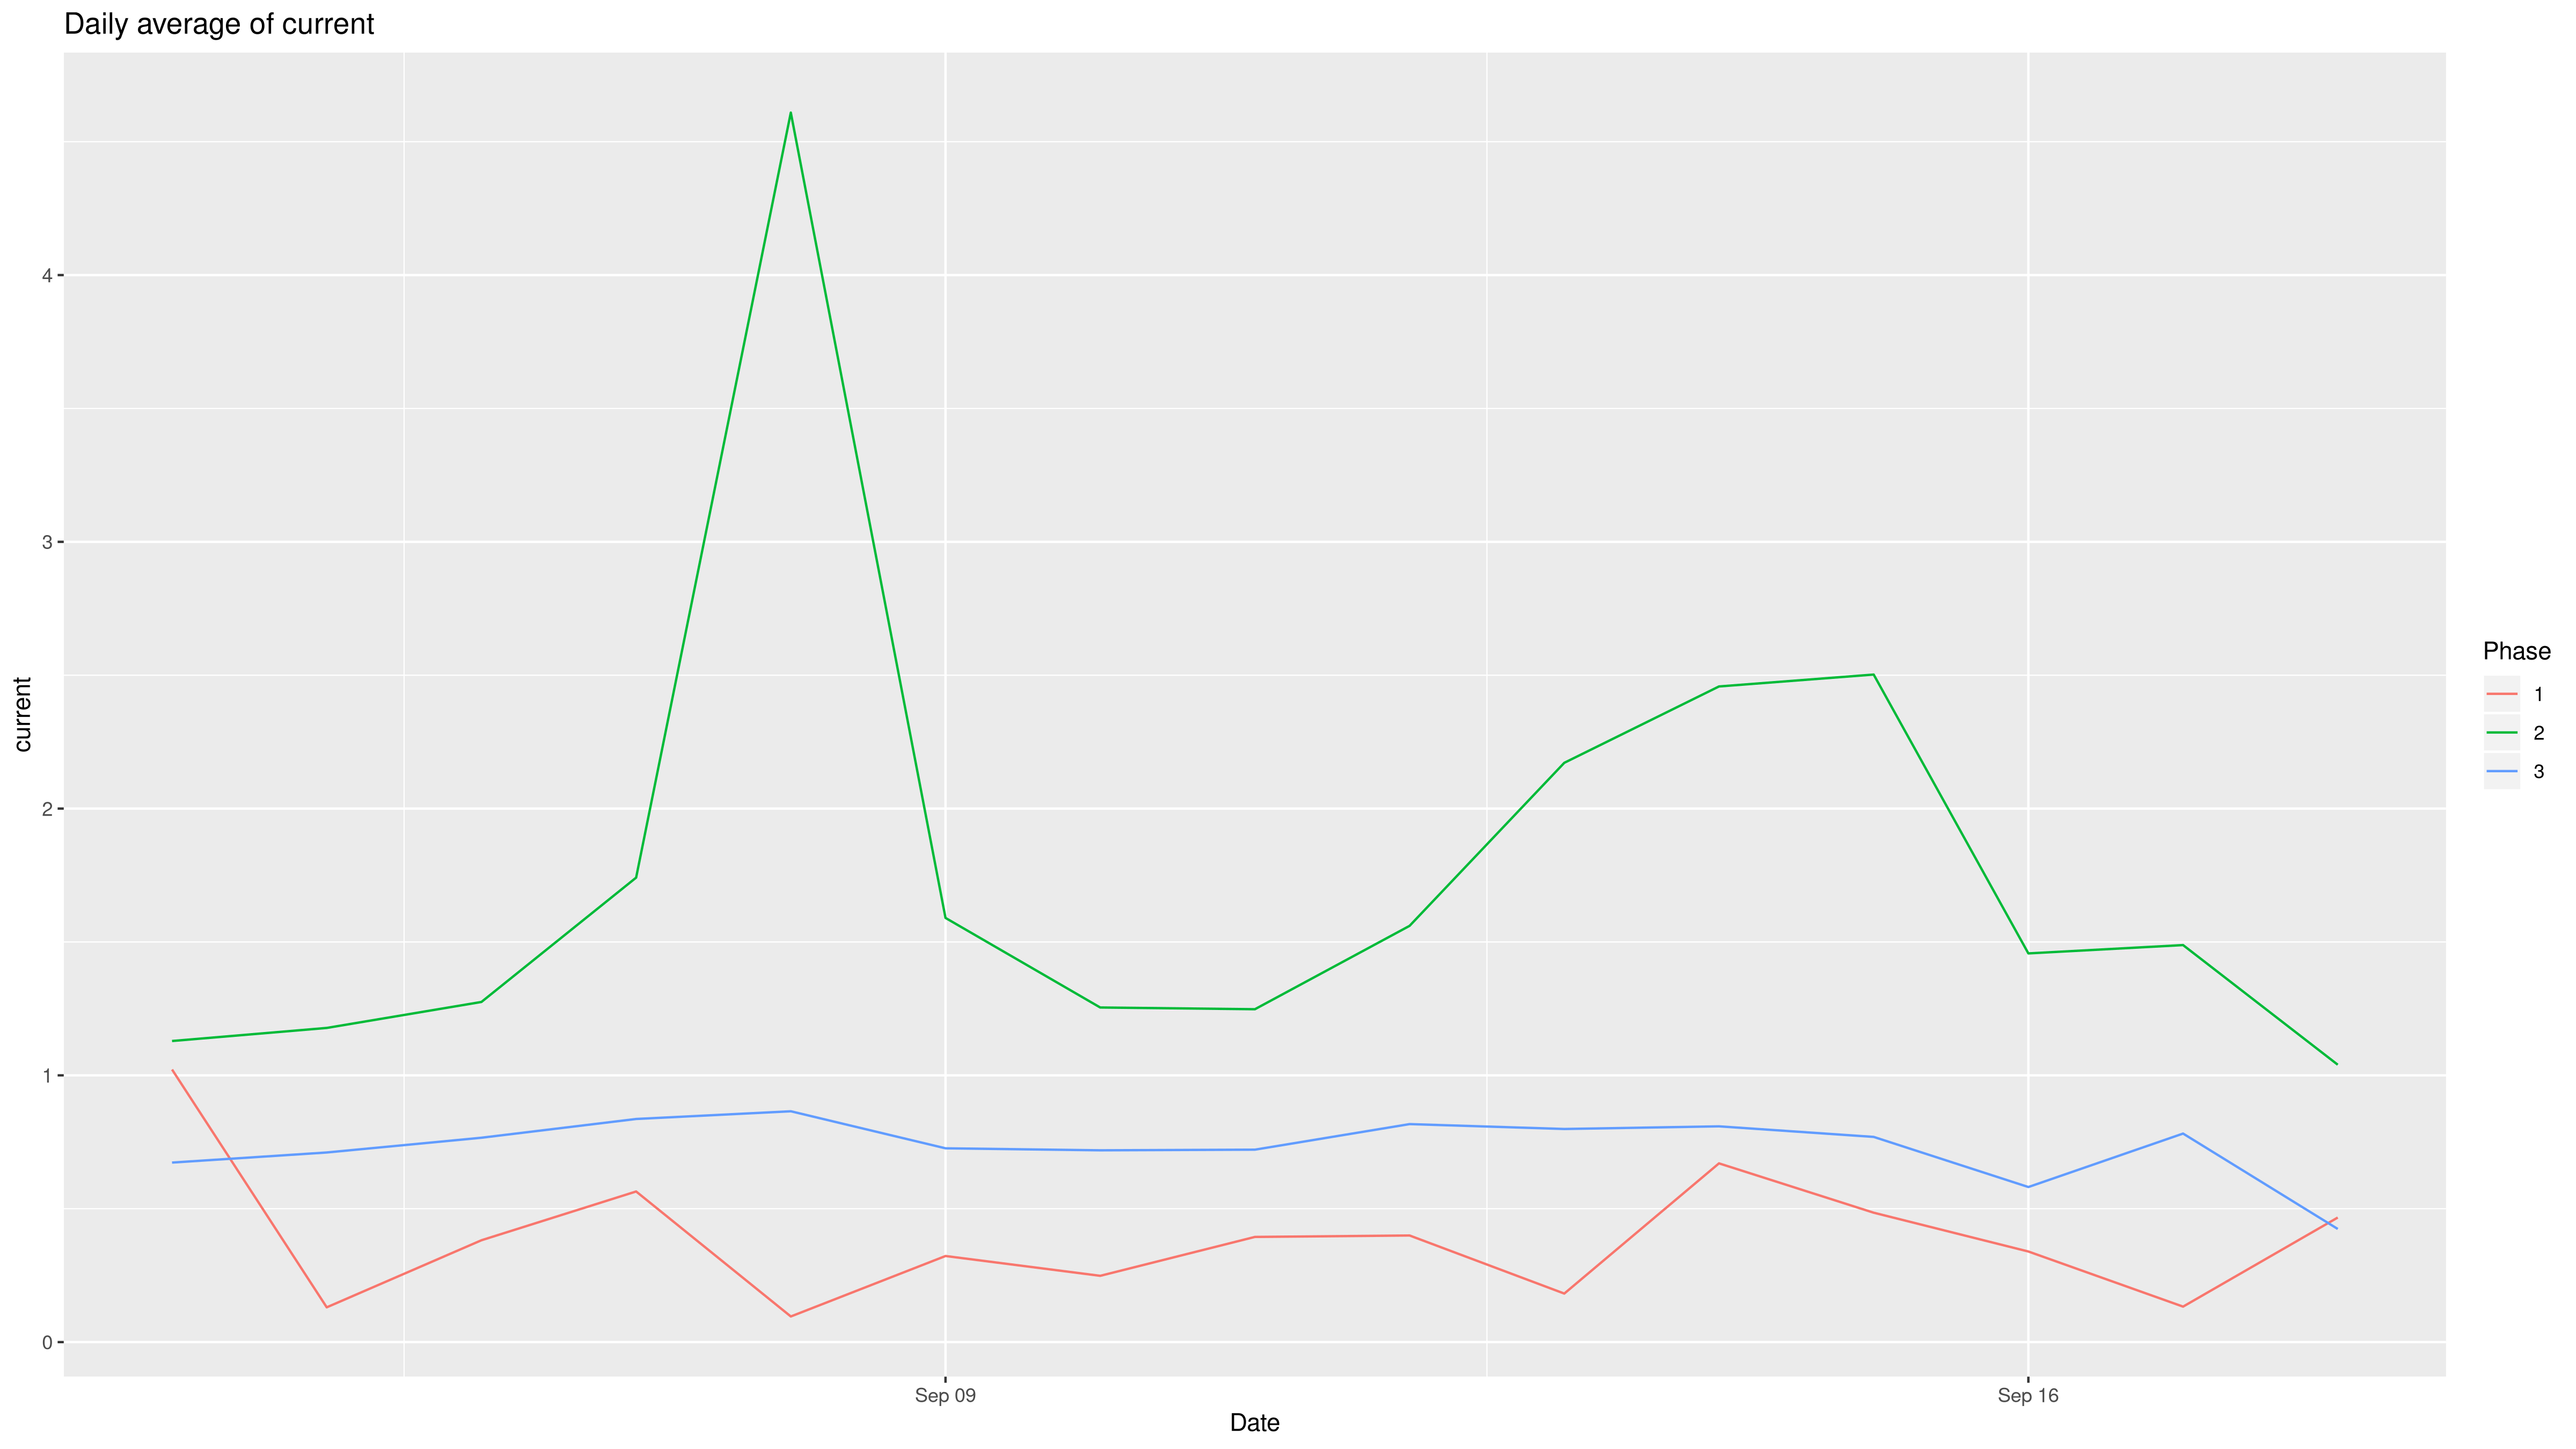 Daily average of current
current
4
3
2
1
0
Sep 09
Sep 16
Date
Phase
1
2
3